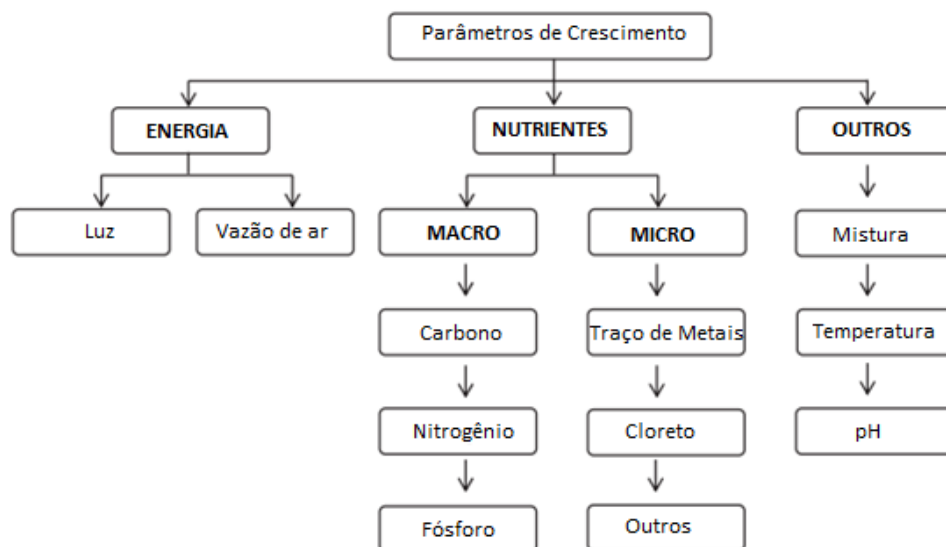 Parâmetros de Crescimento
ENERGIA
NUTRIENTES
OUTROS
Luz
Vazão de ar
MACRO
MICRO
Mistura
Carbono
Traço de Metais
Temperatura
Nitrogênio
Cloreto
pH
Fósforo
Outros